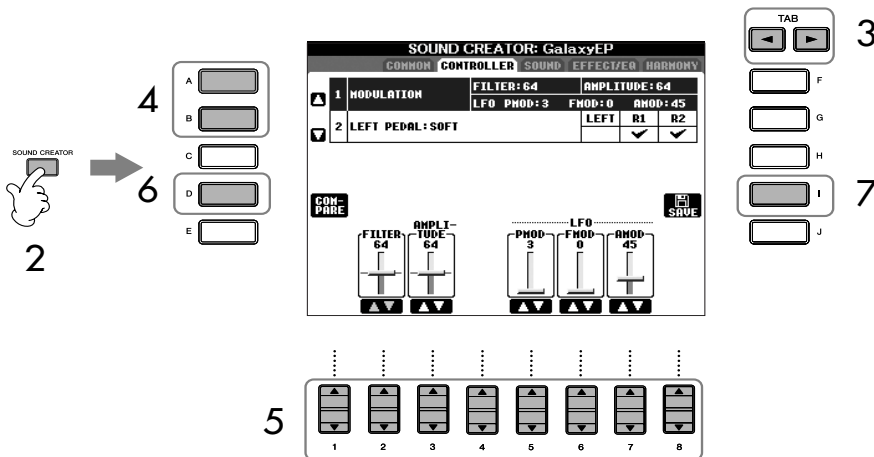 TAB
3
SOUND CREATOR: GalaxyEP
COMMON CONTROLLER SOUND EFFECT/EQ HARMONY
1 MODULATION FILTER:64 AMPLITUDE:64
LFO PMOD:3 FMOD:0 AMOD:45
2 LEFT PEDAL:SOFT LEFT R1 R2
4
A
B
C
D
E
F
G
H
I
J
SOUND CREATOR
2
6
7
COM-
PARE
SAVE
FILTER
64
AMPLI-
TUDE
64
LFO
PMOD
3
FMOD
0
AMOD
45
5
1 2 3 4 5 6 7 8